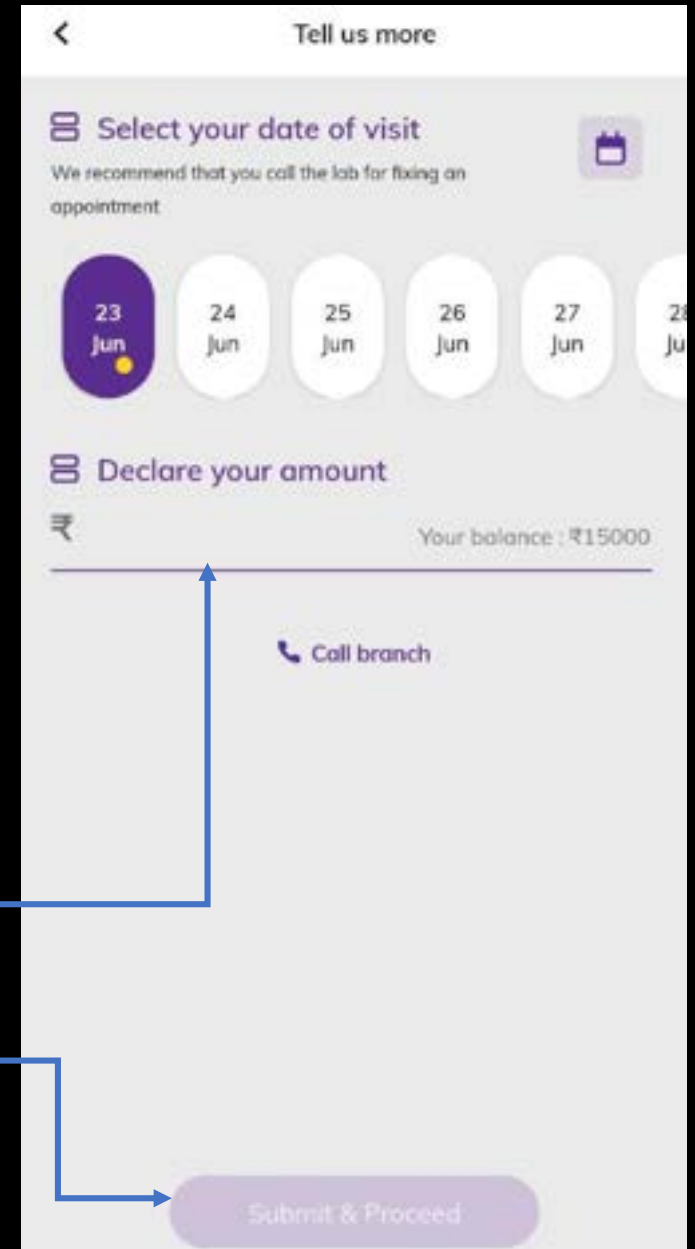 Tell us more
Select your date of visit
We recommend that you call the lab for fixing an
appointment
23 24 25 26 27 28
Jun Jun Jun Jun Jun Ju
Declare your amount
₹ Your balance : ₹15000
Call branch
Submit & Proceed